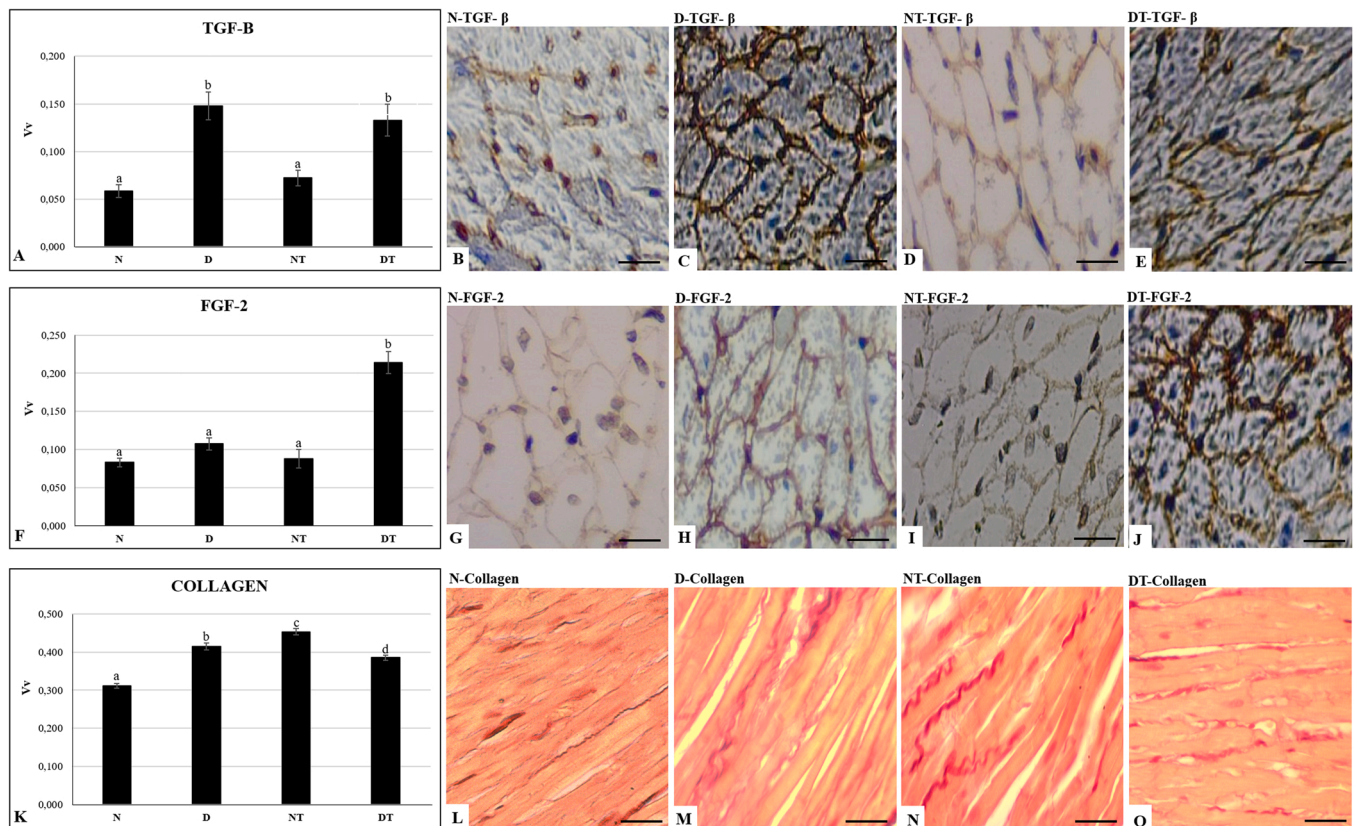 TGF-B
0,200
0,150
0,100
0,050
0,000
Vv
a
b
a
b
N
D
NT
DT
A
N-TGF- β
B
D-TGF- β
C
NT-TGF- β
D
DT-TGF- β
E
FGF-2
0,250
0,200
0,150
0,100
0,050
0,000
Vv
a
a
a
b
N
D
NT
DT
F
N-FGF-2
G
D-FGF-2
H
NT-FGF-2
I
DT-FGF-2
J
COLLAGEN
0,500
0,400
0,300
0,200
0,100
0,000
Vv
a
b
c
d
N
D
NT
DT
K
N-Collagen
L
D-Collagen
M
NT-Collagen
N
DT-Collagen
O